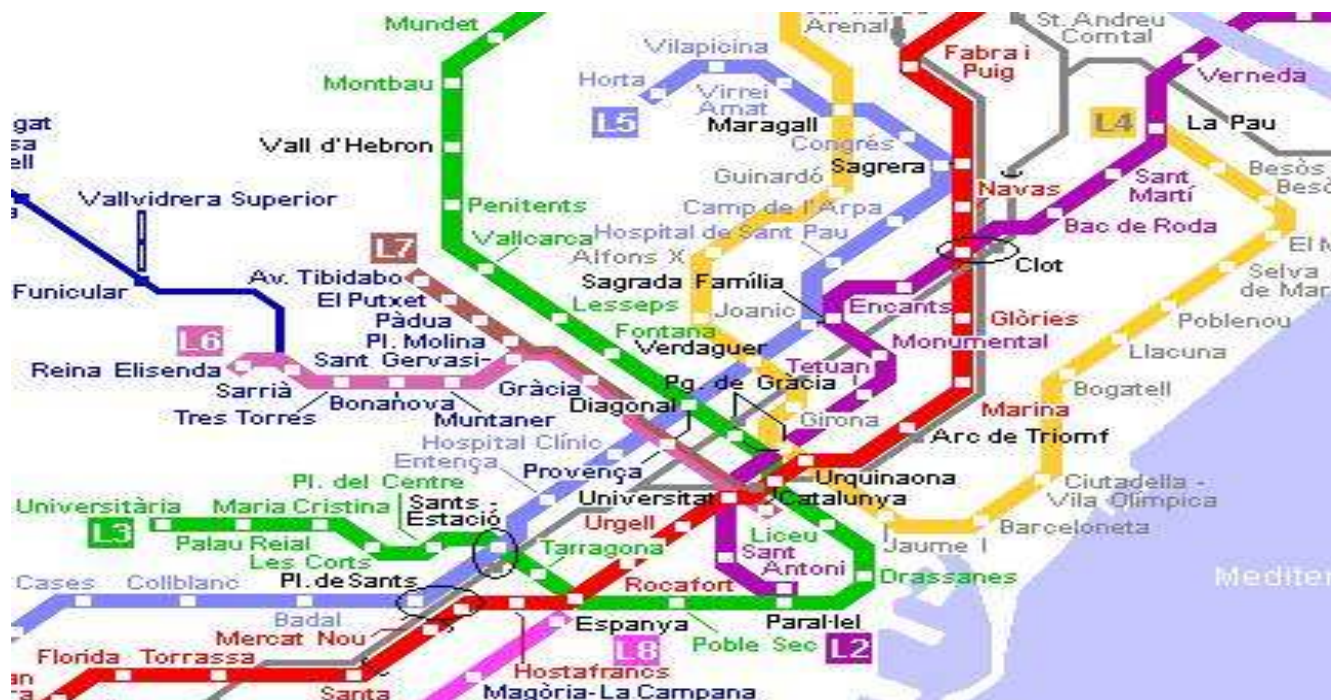 Mundet
Arenal
St. Andreu
Comtal
Vilapicina
Fabra i
Puig
Montbau
Horta
Virrei
Amat
Verneda
L5
Maragall
L4
La Pau
gat
Vall d'Hebron
Congrés
Sagrera
Guinardó
Navas
Sant
Martí
Besòs
Vallvidrera Superior
Penitents
Camp de l'Arpa
Bac de Roda
Vallcarca
Hospital de Sant Pau
Alfons X
L7
Av. Tibidabo
Sagrada Família
Clot
Selva
de Mar
Funicular
El Putxet
Lesseps
Joanic
Encants
Glòries
Poblenou
Pàdua
Fontana
L6
Pl. Molina
Verdaguer
Monumental
Llacuna
Reina Elisenda
Sant Gervasi
Tetuan
Sarrià
Gràcia
Pg. de Gràcia
Bogatell
Tres Torres
Bonanova
Diagonal
Girona
Marina
Muntaner
Arc de Triomf
Hospital Clínic
Entença
Provença
Urquinaona
Pl. del Centre
Ciutadella -
Vila Olímpica
Universitària
Maria Cristina
Sants -
Estació
Universitat
Catalunya
L3
Palau Reial
Urgell
Liceu
Barceloneta
Les Corts
Tarragona
Sant
Antoni
Jaume I
Cases
Collblanc
Pl. de Sants
Rocafort
Drassanes
Mediter
Badal
Mercat Nou
Espanya
Paral·lel
Florida
Torrassa
L8
Poble Sec
L2
Hostafrancs
Santa
Magòria-La Campana